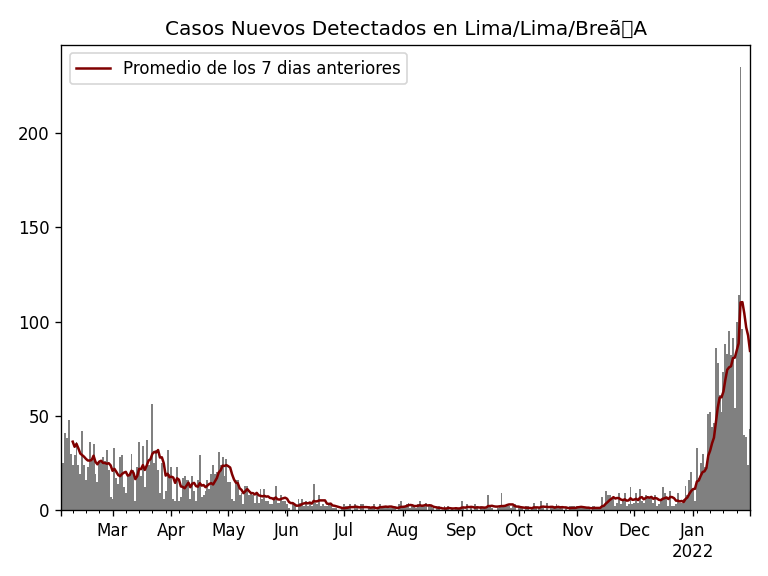 Casos Nuevos Detectados en Lima/Lima/Breã▯A
Promedio de los 7 dias anteriores
200
150
100
50
0
Mar Apr May Jun Jul Aug Sep Oct Nov Dec Jan
2022